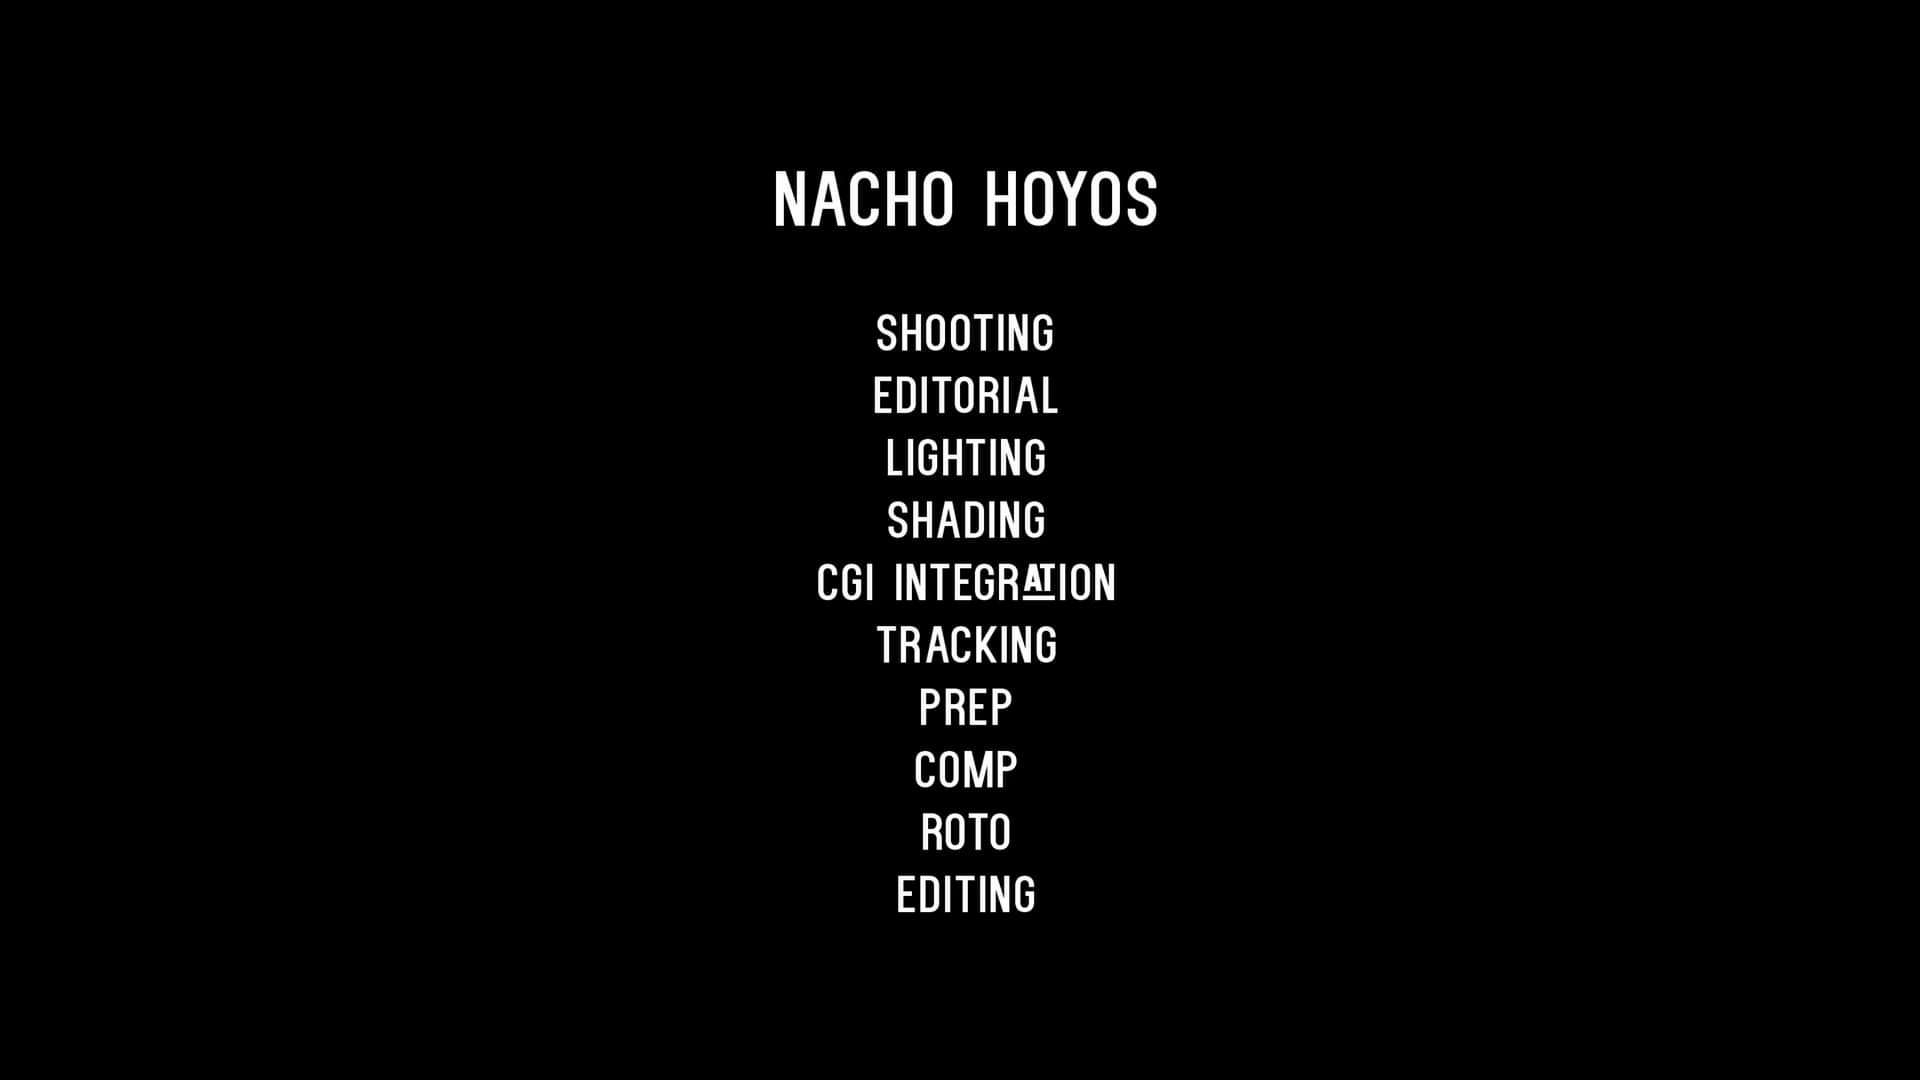 NACHO HOYOS
SHOOTING
EDITORIAL
LIGHTING
SHADING
CGI INTEGRATION
TRACKING
PREP
COMP
ROTO
EDITING